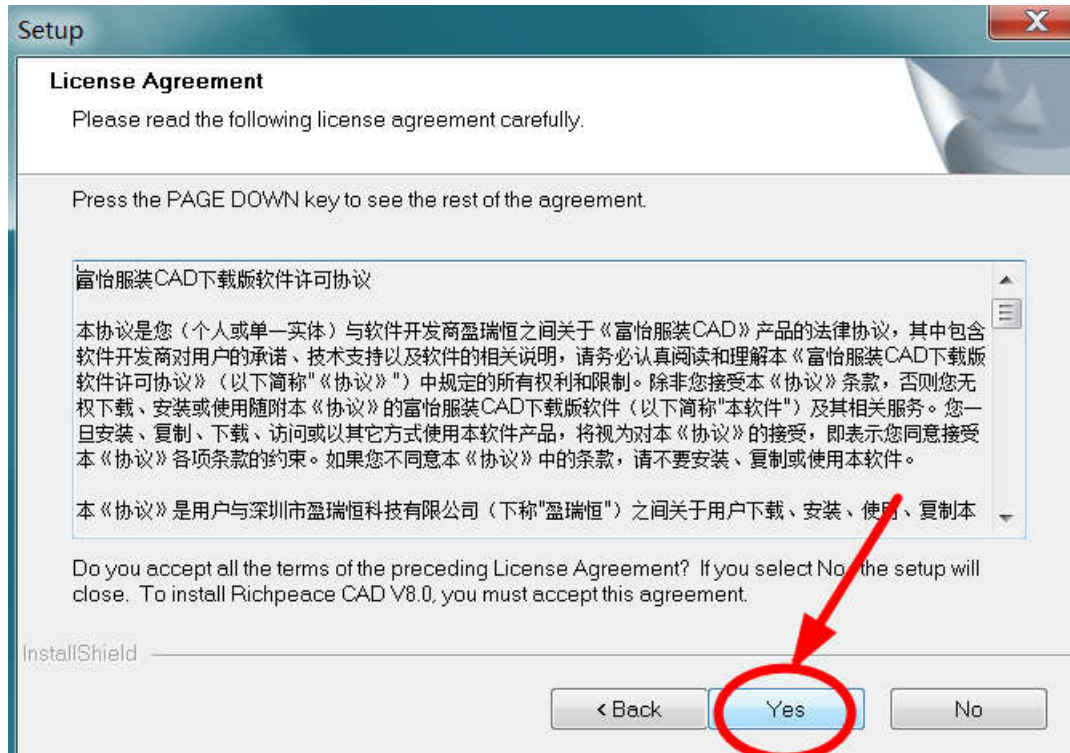 Setup
X
License Agreement
Please read the following license agreement carefully.
Press the PAGE DOWN key to see the rest of the agreement.
富怡服装CAD下载版软件许可协议
本协议是您（个人或单一实体）与软件开发商盈瑞恒之间关于《富怡服装CAD》产品的法律协议，其中包含
软件开发商对用户的承诺、技术支持以及软件的相关说明，请务必认真阅读和理解本《富怡服装CAD下载版
软件许可协议》（以下简称"《协议》"）中规定的所有权利和限制。除非您接受本《协议》条款，否则您无
权下载、安装或使用随附本《协议》的富怡服装CAD下载版软件（以下简称"本软件"）及其相关服务。您一
旦安装、复制、下载、访问或以其它方式使用本软件产品，将视为对本《协议》的接受，即表示您同意接受
本《协议》各项条款的约束。如果您不同意本《协议》中的条款，请不要安装、复制或使用本软件。
本《协议》是用户与深圳市盈瑞恒科技有限公司（下称"盈瑞恒"）之间关于用户下载、安装、使用、复制本
Do you accept all the terms of the preceding License Agreement? If you select No, the setup will
close. To install Richpeace CAD V8.0, you must accept this agreement.
InstallShield
< Back
Yes
No